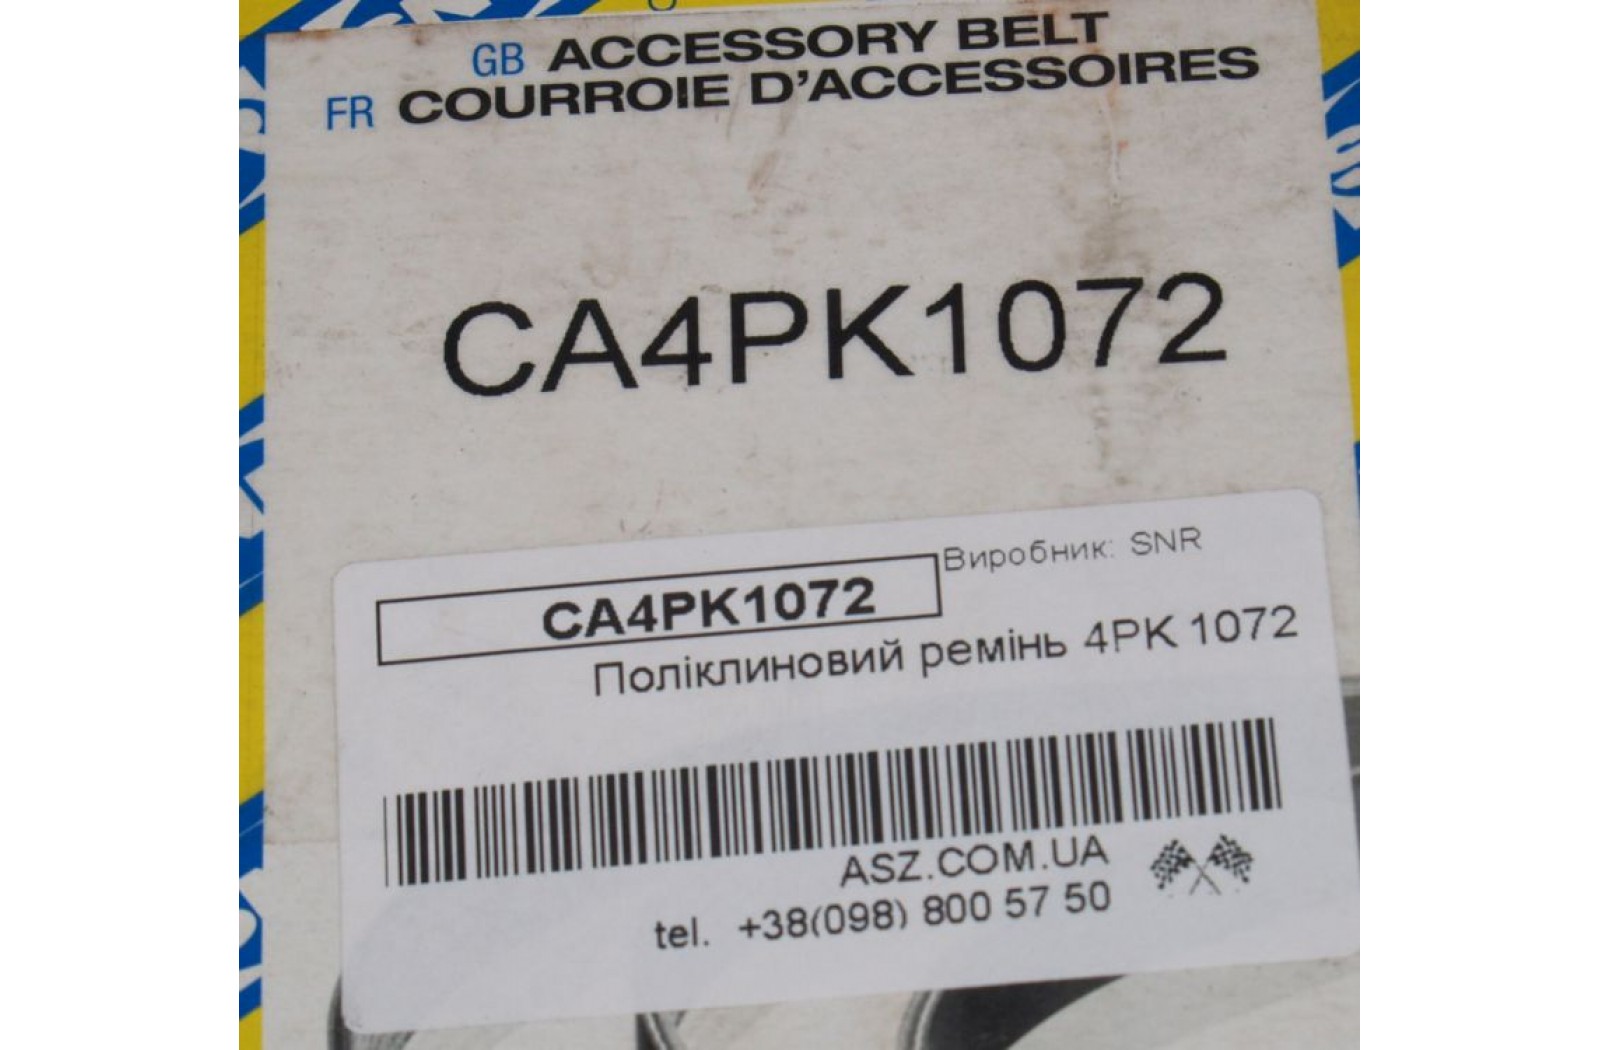 GB ACCESSORY BELT
FR COURROIE D'ACCESSOIRES
CA4PK1072
CA4PK1072
Виробник: SNR
Поліклиновий ремінь 4PK 1072
ASZ.COM.UA
tel. +38(098) 800 57 50